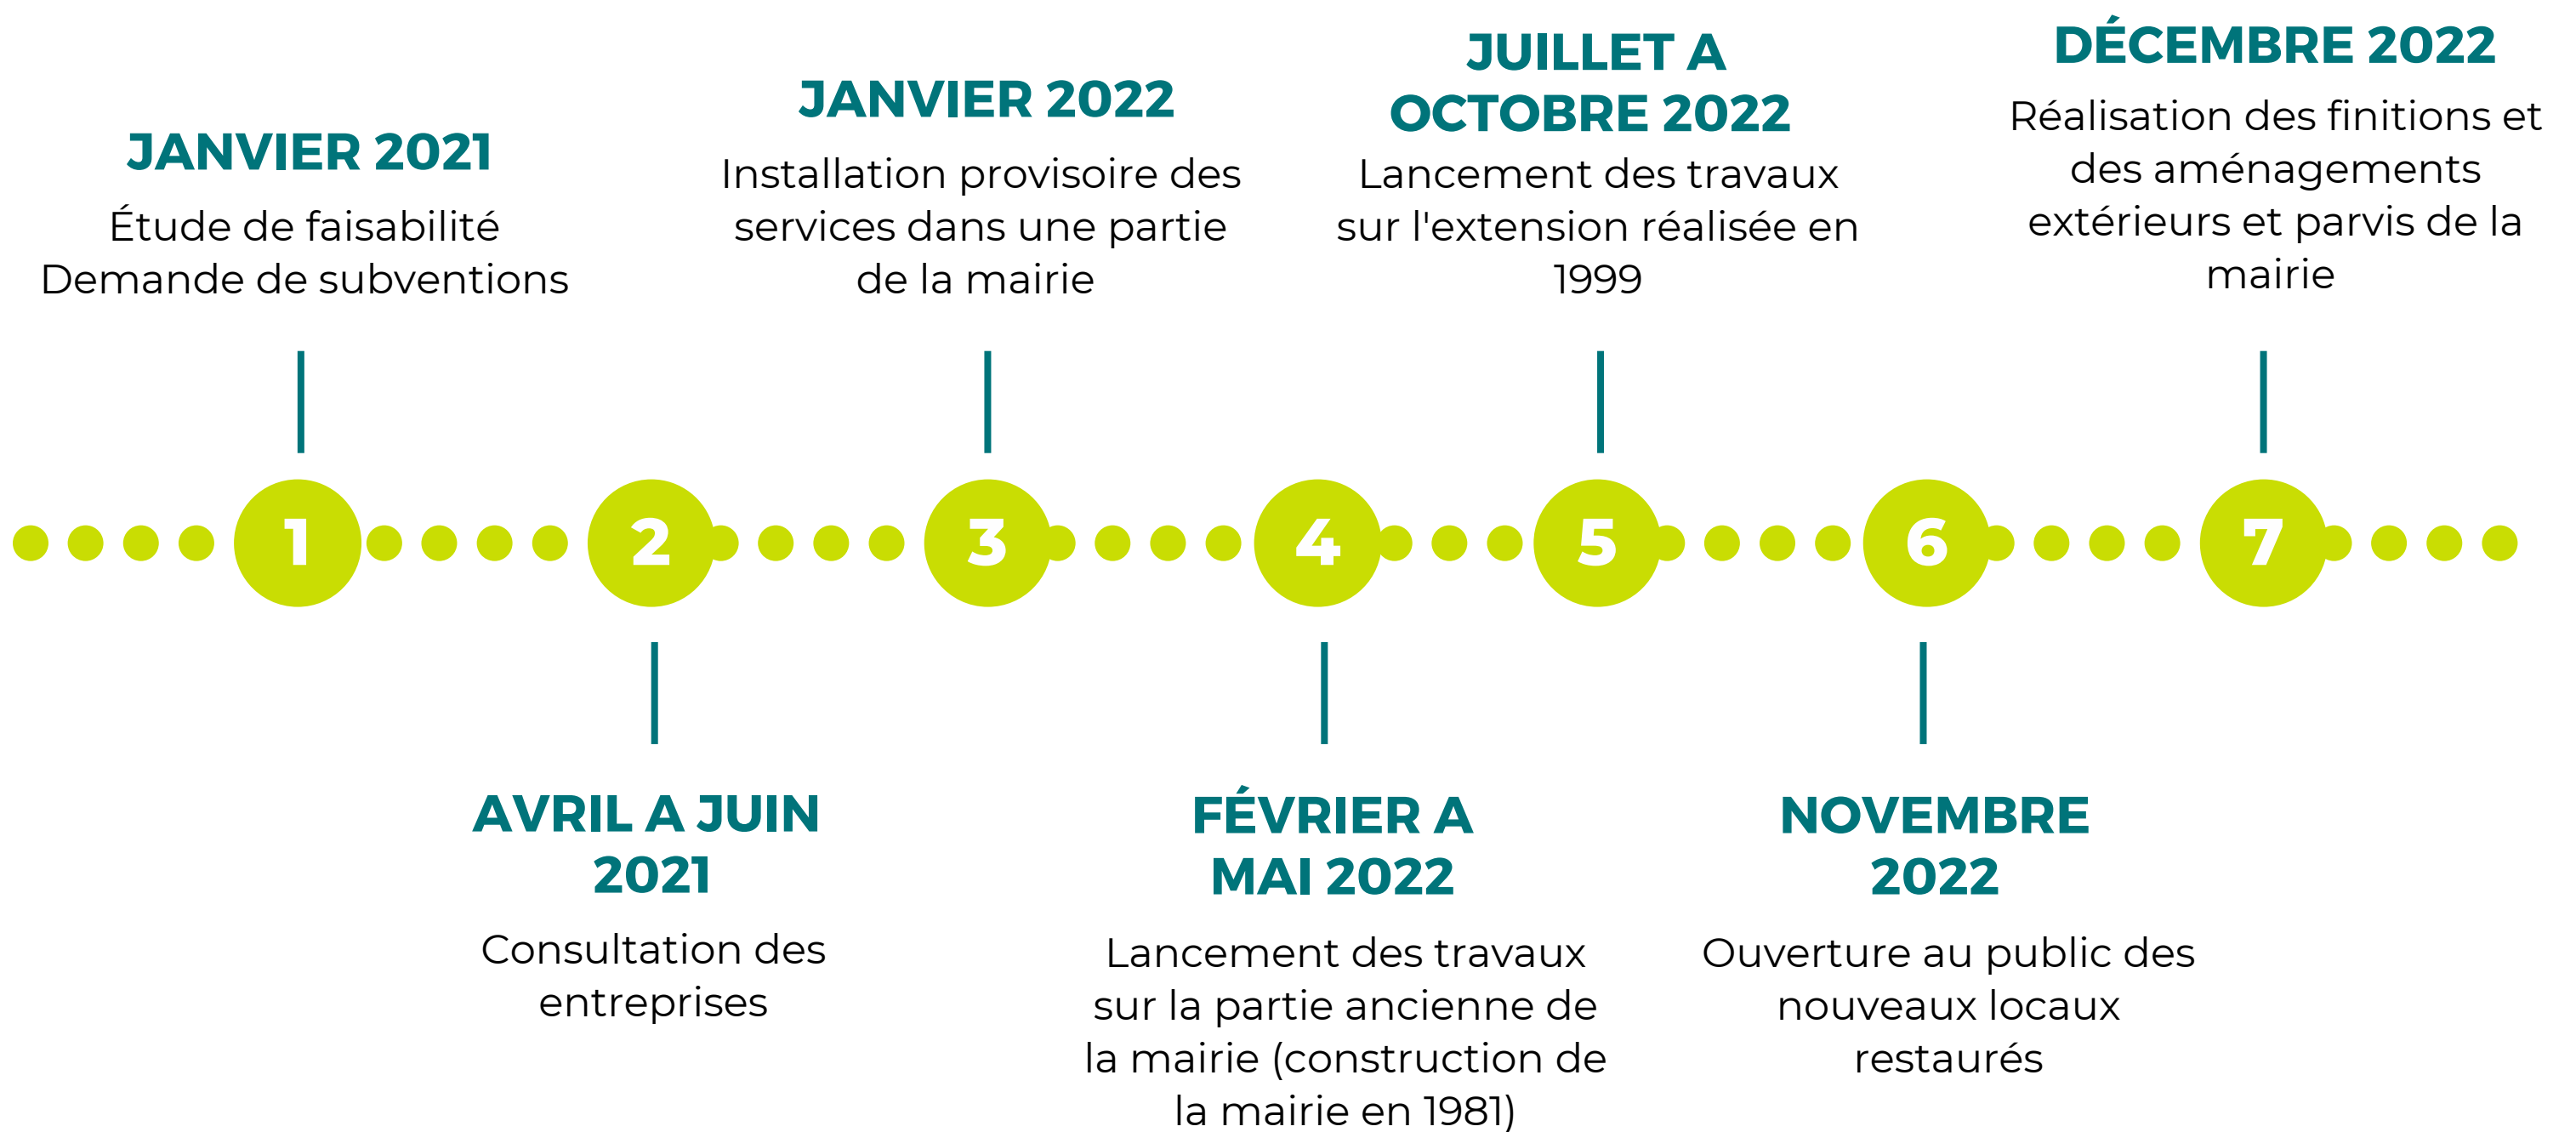 JANVIER 2021
Étude de faisabilité
Demande de subventions
JANVIER 2022
Installation provisoire des
services dans une partie
de la mairie
JUILLET A
OCTOBRE 2022
Lancement des travaux
sur l'extension réalisée en
1999
DÉCEMBRE 2022
Réalisation des finitions et
des aménagements
extérieurs et parvis de la
mairie
1
2
3
4
5
6
7
AVRIL A JUIN
2021
Consultation des
entreprises
FÉVRIER A
MAI 2022
Lancement des travaux
sur la partie ancienne de
la mairie (construction de
la mairie en 1981)
NOVEMBRE
2022
Ouverture au public des
nouveaux locaux
restaurés